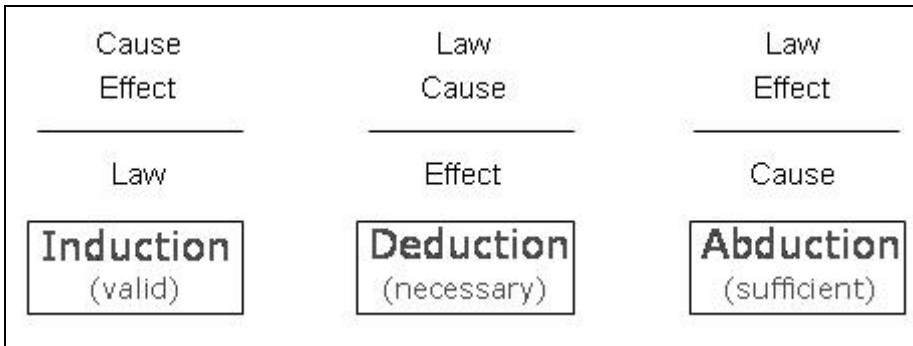 Cause
Effect
Law
Induction
(valid)
Law
Cause
Effect
Deduction
(necessary)
Law
Effect
Cause
Abduction
(sufficient)